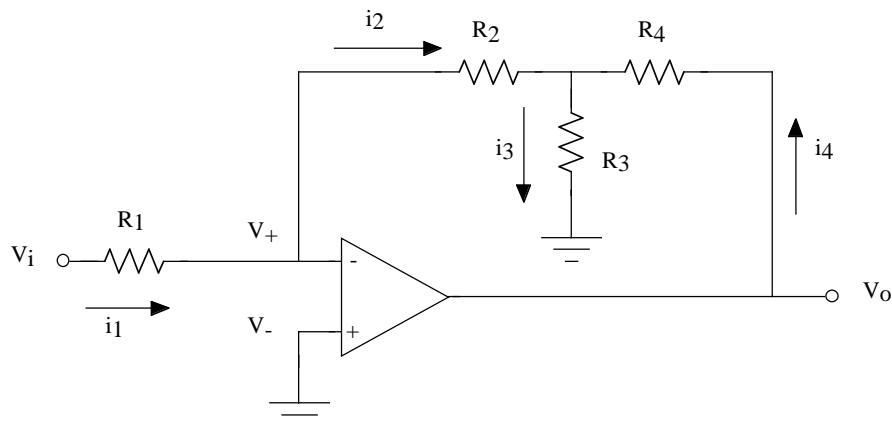 i2
R2
R4
i3
R3
i4
R1
V+
Vi
-
Vo
i1
V-
+